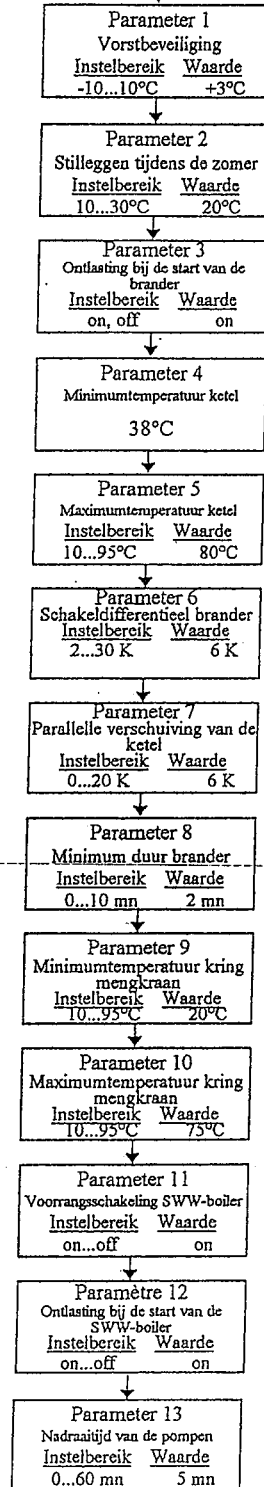 Parameter 1
Vorstbeveiliging
Instelbereik Waarde
-10...10°C +3°C
Parameter 2
Stilleggen tijdens de zomer
Instelbereik Waarde
10...30°C 20°C
Parameter 3
Ontlasting bij de start van de
brander
Instelbereik Waarde
on, off on
Parameter 4
Minimumtemperatuur ketel
38°C
Parameter 5
Maximumtemperatuur ketel
Instelbereik Waarde
10...95°C 80°C
Parameter 6
Schakeldifferentieel brander
Instelbereik Waarde
2...30 K 6 K
Parameter 7
Parallelle verschuiving van de
ketel
Instelbereik Waarde
0...20 K 6 K
Parameter 8
Minimum duur brander
Instelbereik Waarde
0...10 mn 2 mn
Parameter 9
Minimumtemperatuur kring
mengkraan
Instelbereik Waarde
10...95°C 20°C
Parameter 10
Maximumtemperatuur kring
mengkraan
Instelbereik Waarde
10...95°C 75°C
Parameter 11
Voorrangsschakeling SWW-boiler
Instelbereik Waarde
on...off on
Paramètre 12
Ontlasting bij de start van de
SWW-boiler
Instelbereik Waarde
on...off on
Parameter 13
Nadraaitijd van de pompen
Instelbereik Waarde
0...60 mn 5 mn